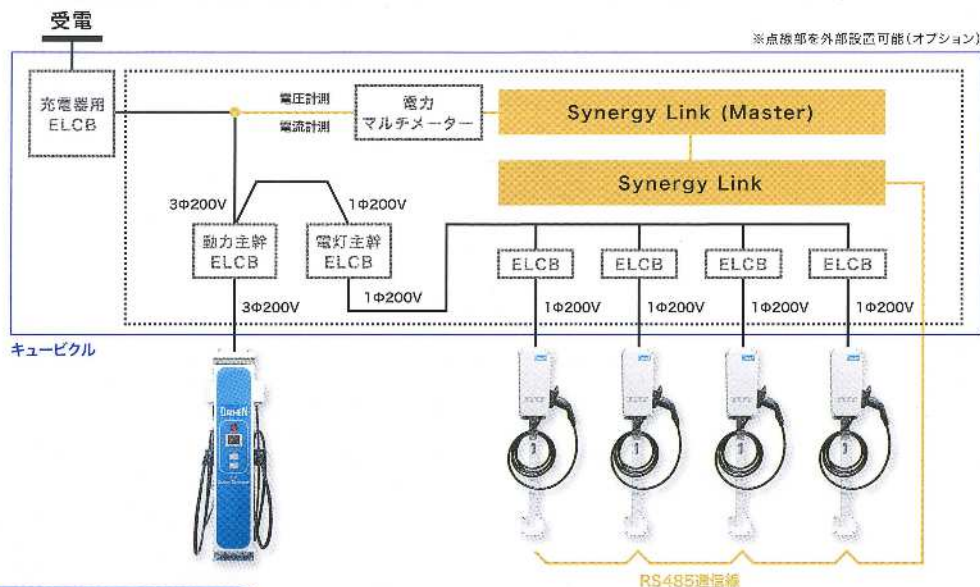 受電
※点線部を外部設置可能(オプション)
充電器用
ELCB
電圧計測
電流計測
電力
マルチメーター
Synergy Link (Master)
Synergy Link
3Φ200V
1Φ200V
動力主幹
ELCB
電灯主幹
ELCB
ELCB
ELCB
ELCB
ELCB
3Φ200V
1Φ200V
1Φ200V
1Φ200V
1Φ200V
1Φ200V
キュービクル
DAIHEN
RS485通信線